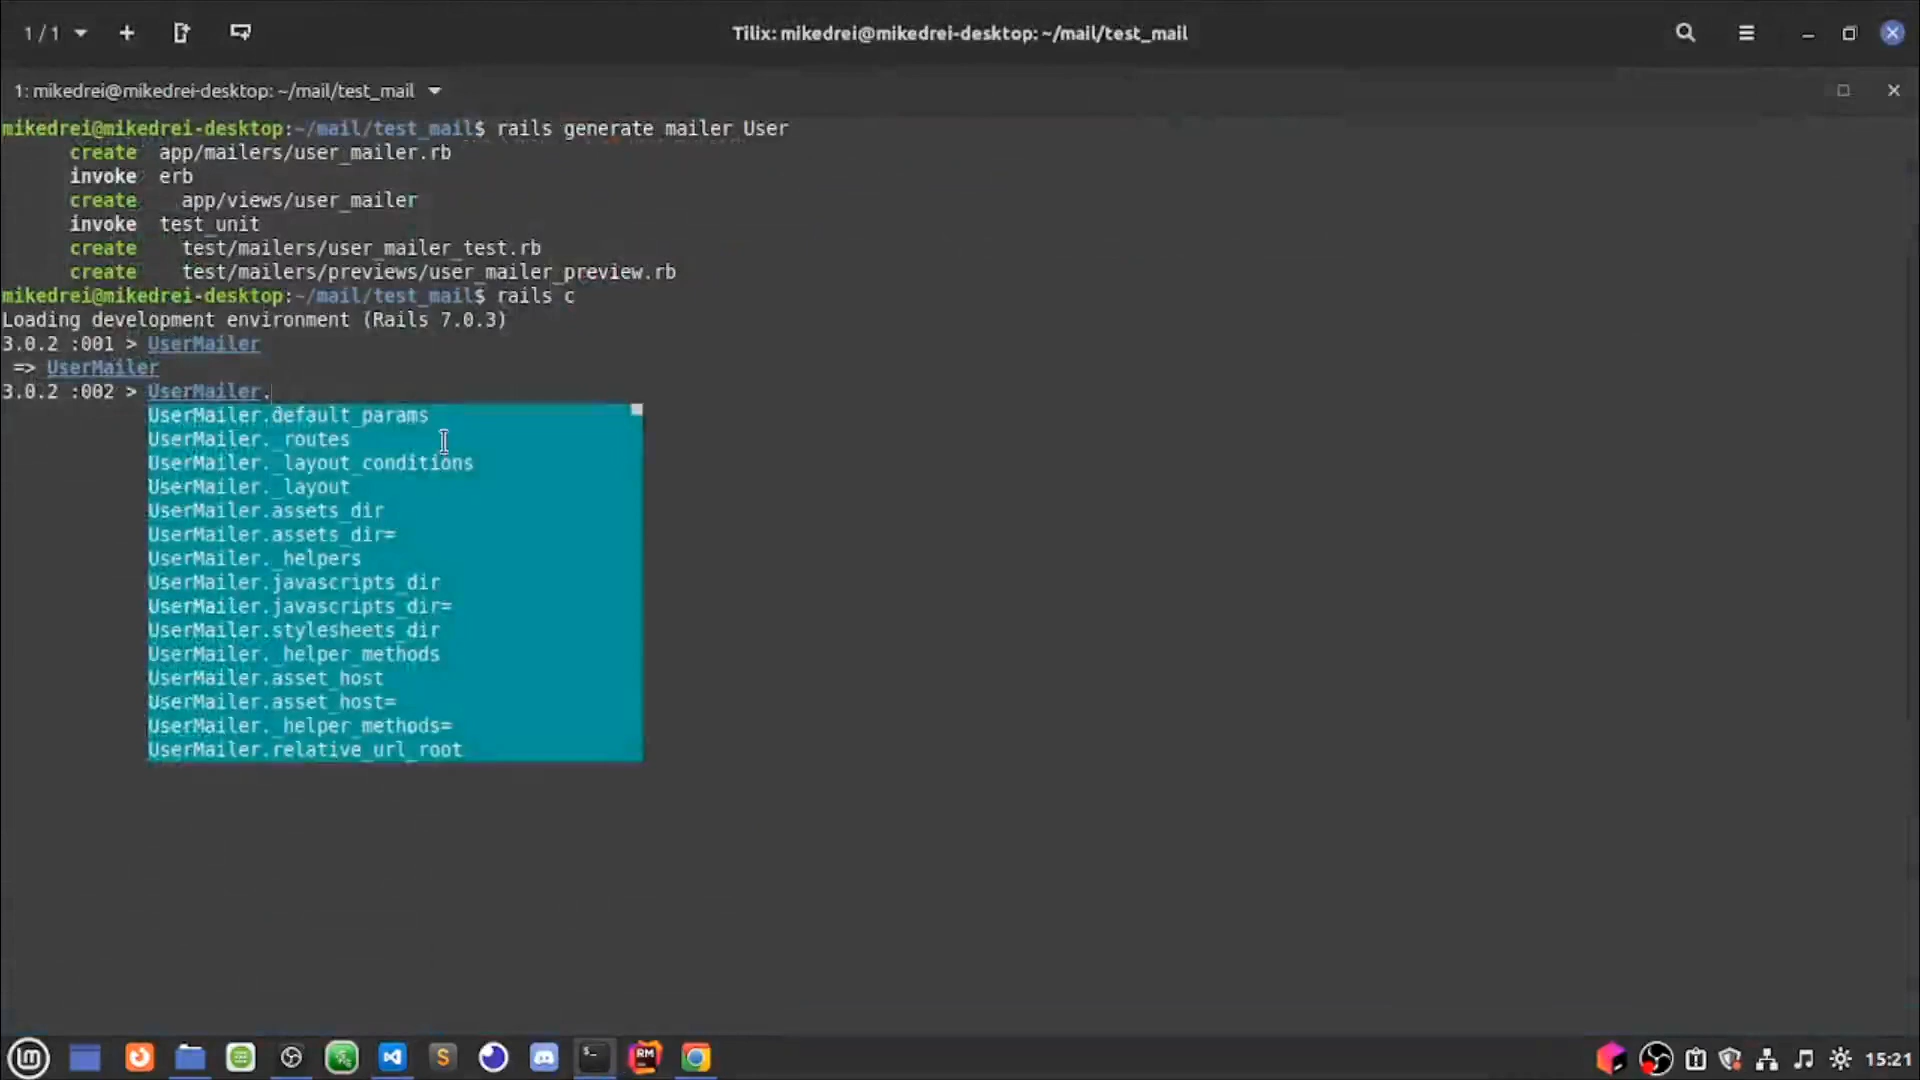 1 / 1
Tilix: mikedrei@mikedrei-desktop: ~/mail/test_mail
1: mikedrei@mikedrei-desktop: ~/mail/test_mail
mikedrei@mikedrei-desktop:~/mail/test_mail$ rails generate mailer User
create app/mailers/user_mailer.rb
invoke erb
create app/views/user_mailer
invoke test_unit
create test/mailers/user_mailer_test.rb
create test/mailers/previews/user_mailer_preview.rb
mikedrei@mikedrei-desktop:~/mail/test_mail$ rails c
Loading development environment (Rails 7.0.3)
3.0.2 :001 > UserMailer
=> UserMailer
3.0.2 :002 > UserMailer.
UserMailer.default_params
UserMailer._routes
UserMailer._layout_conditions
UserMailer._layout
UserMailer.assets_dir
UserMailer.assets_dir=
UserMailer._helpers
UserMailer.javascripts_dir
UserMailer.javascripts_dir=
UserMailer.stylesheets_dir
UserMailer._helper_methods
UserMailer.asset_host
UserMailer.asset_host=
UserMailer._helper_methods=
UserMailer.relative_url_root
S
RM
15:21